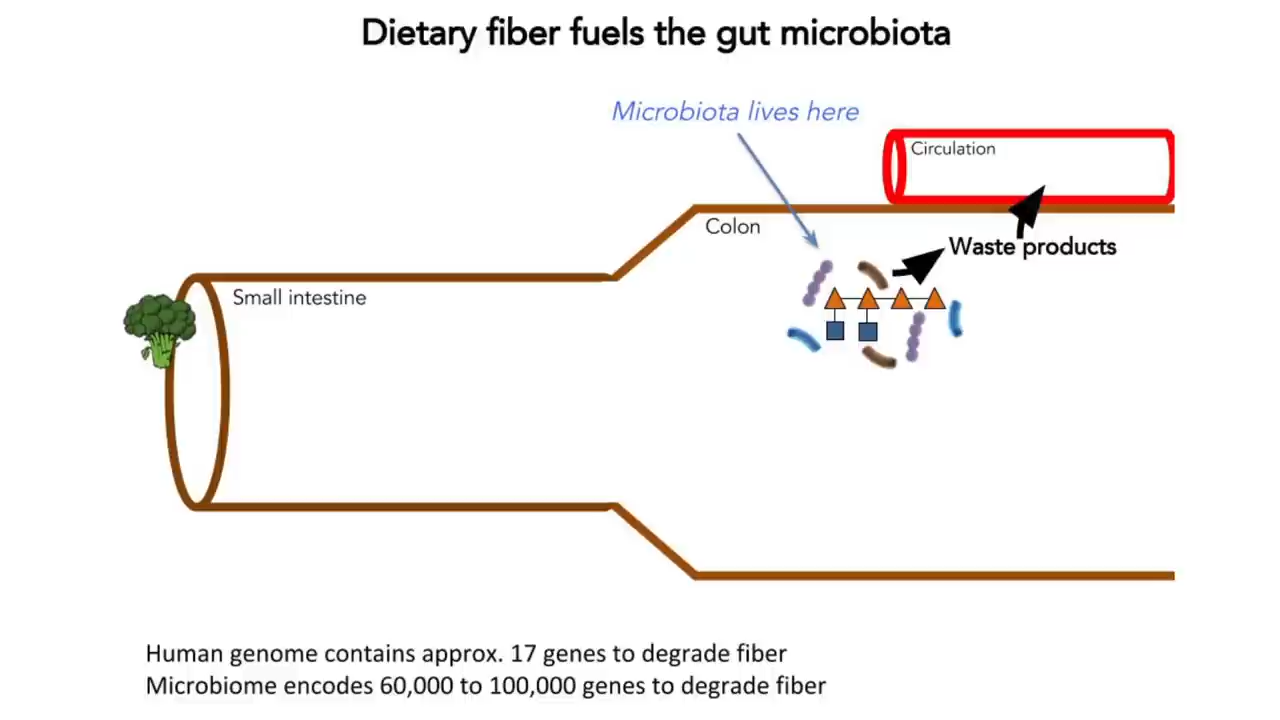 Dietary fiber fuels the gut microbiota
Microbiota lives here
Circulation
Colon
Waste products
Small intestine
Human genome contains approx. 17 genes to degrade fiber
Microbiome encodes 60,000 to 100,000 genes to degrade fiber